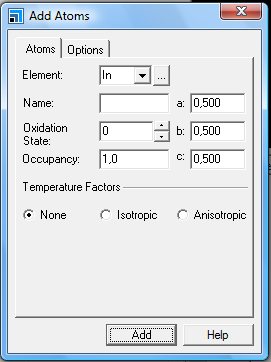 Add Atoms
Atoms Options
Element: In ...
Name: a: 0,500
Oxidation State: 0 b: 0,500
Occupancy: 1,0 c: 0,500
Temperature Factors
None Isotropic Anisotropic
Add Help